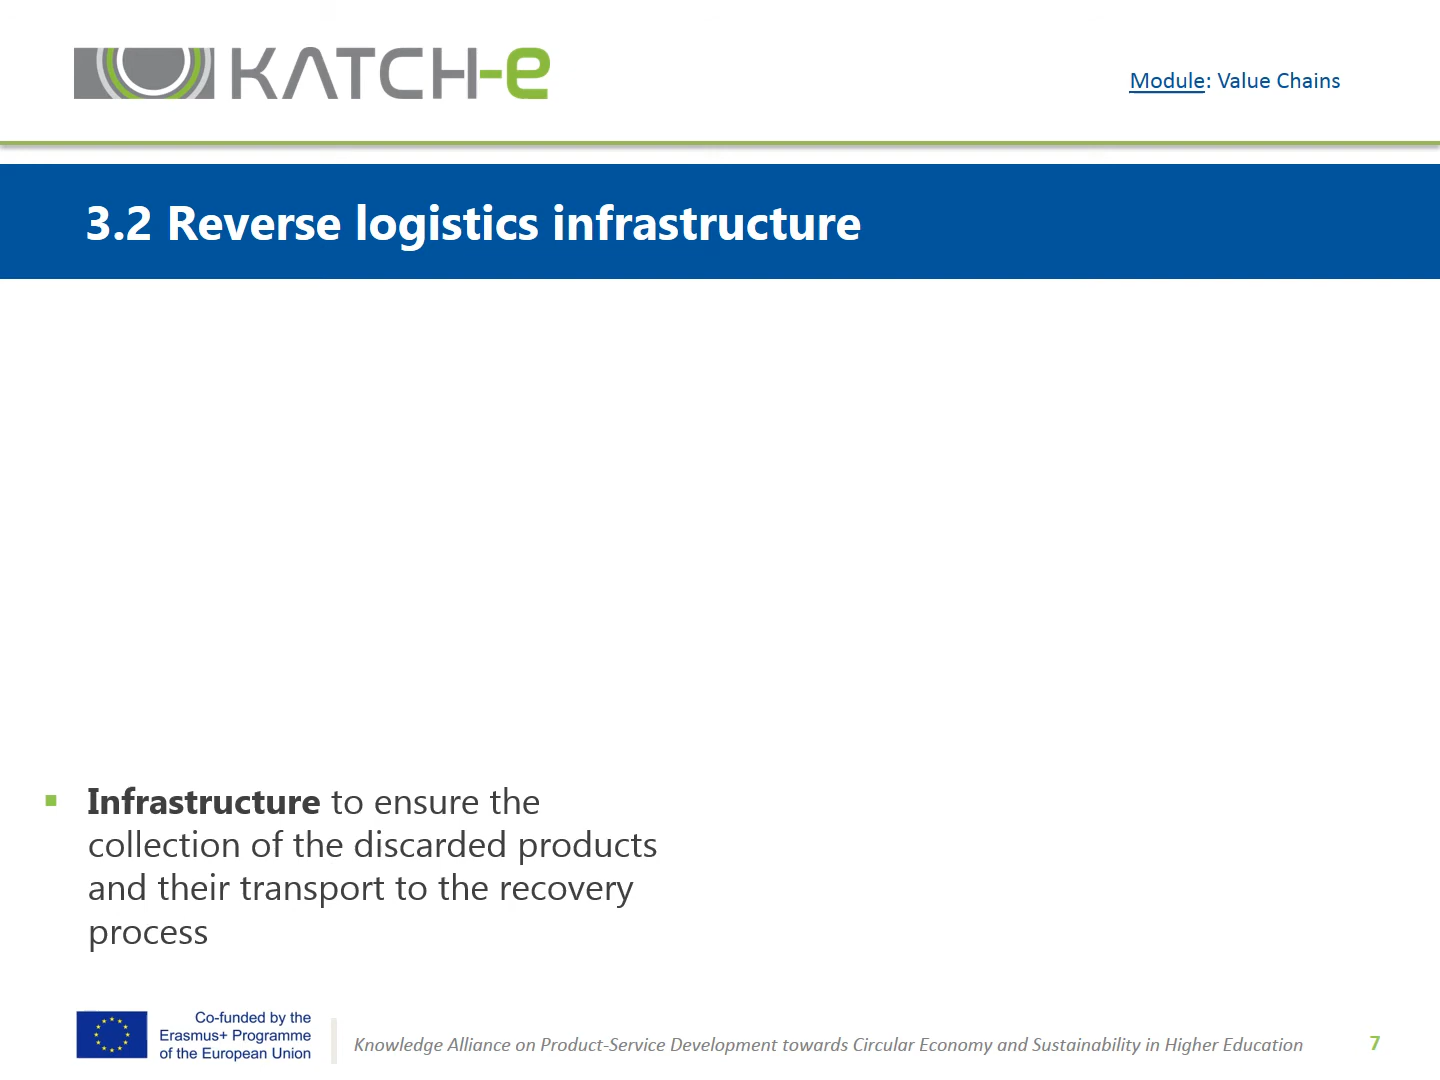 KATCH-e
Module: Value Chains
3.2 Reverse logistics infrastructure
▪ Infrastructure to ensure the
collection of the discarded products
and their transport to the recovery
process
Co-funded by the
Erasmus+ Programme
of the European Union
Knowledge Alliance on Product-Service Development towards Circular Economy and Sustainability in Higher Education
7